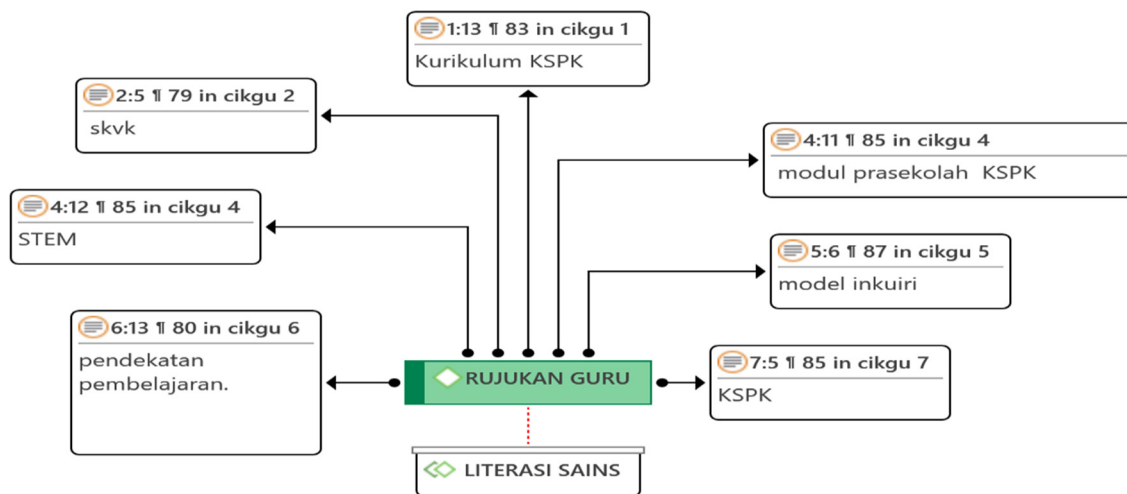 1:13 ¶ 83 in cikgu 1
Kurikulum KSPK
2:5 ¶ 79 in cikgu 2
skvk
4:11 ¶ 85 in cikgu 4
modul prasekolah KSPK
4:12 ¶ 85 in cikgu 4
STEM
5:6 ¶ 87 in cikgu 5
model inkuiri
6:13 ¶ 80 in cikgu 6
pendekatan
pembelajaran.
7:5 ¶ 85 in cikgu 7
KSPK
RUJUKAN GURU
LITERASI SAINS